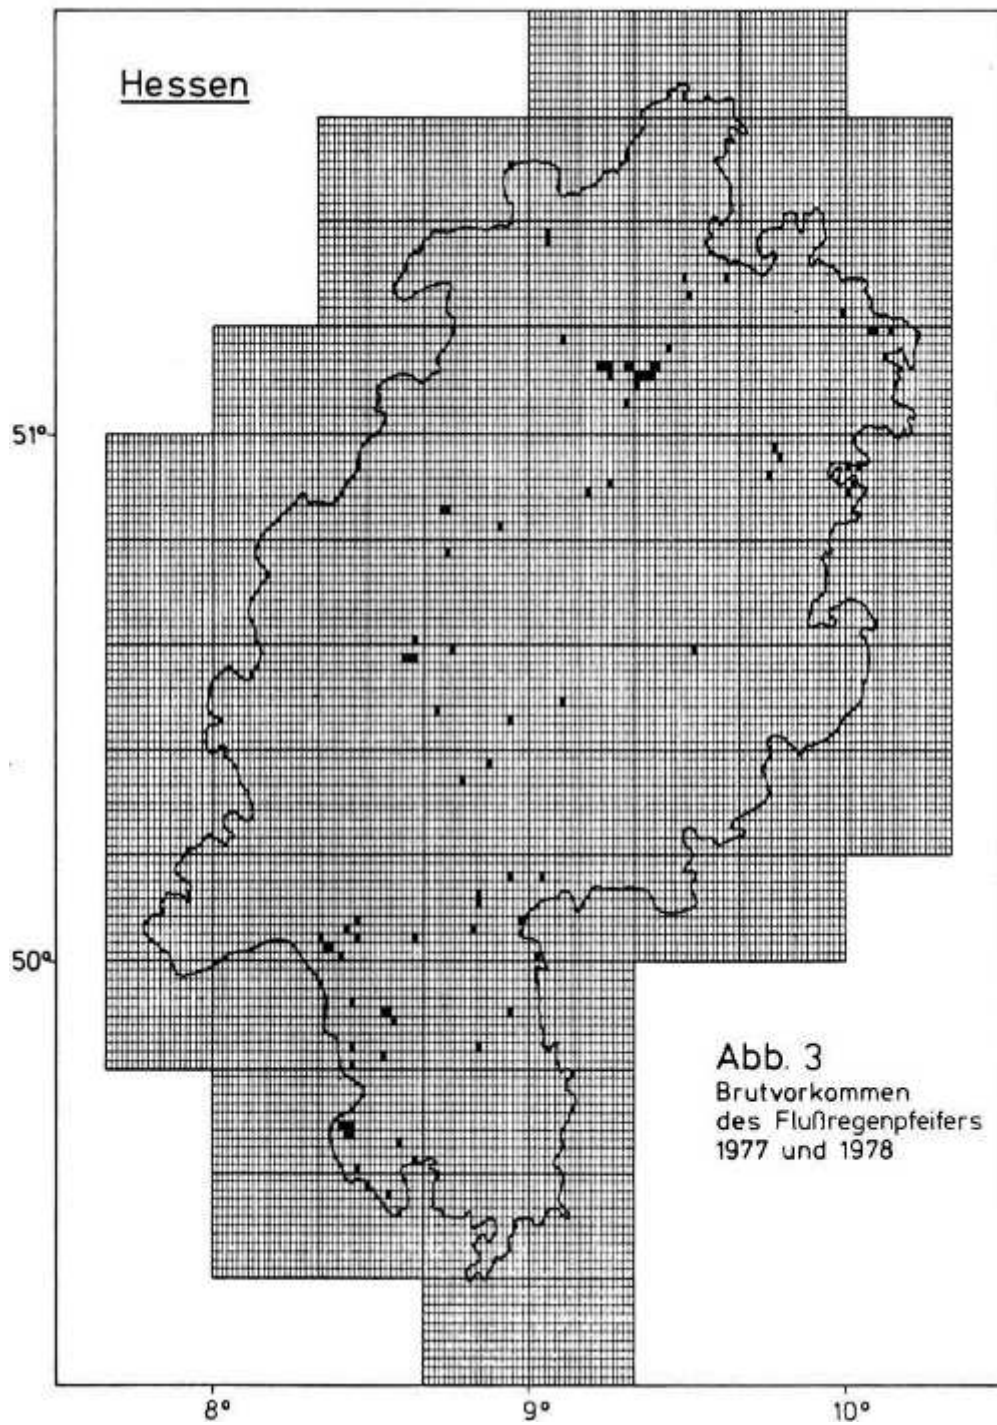 Hessen
51°
50°
Abb. 3
Brutvorkommen
des Flußregenpfeifers
1977 und 1978
8°
9°
10°